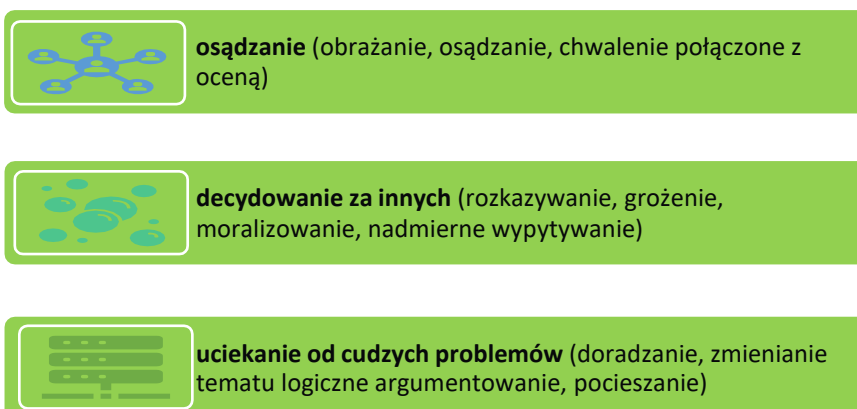 osądzanie (obrażanie, osądzanie, chwalenie połączone z
oceną)
decydowanie za innych (rozkazywanie, grożenie,
moralizowanie, nadmierne wypytywanie)
uciekanie od cudzych problemów (doradzanie, zmienianie
tematu logiczne argumentowanie, pocieszanie)